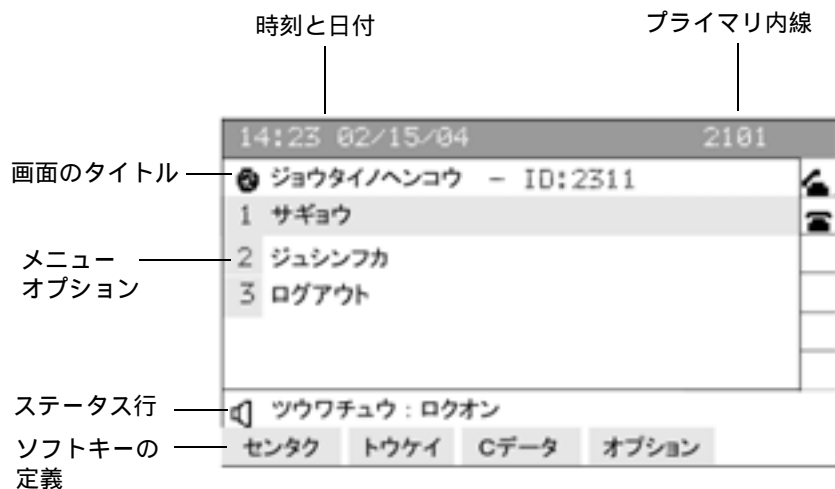 時刻と日付
プライマリ内線
14:23 02/15/04 2101
画面のタイトル
ジョウタイノヘンコウ － ID:2311
1 サギョウ
メニュー
オプション
2 ジュシンフカ
3 ログアウト
ステータス行
ツウワチュウ：ロクオン
ソフトキーの
定義
センタク トウケイ Cデータ オプション